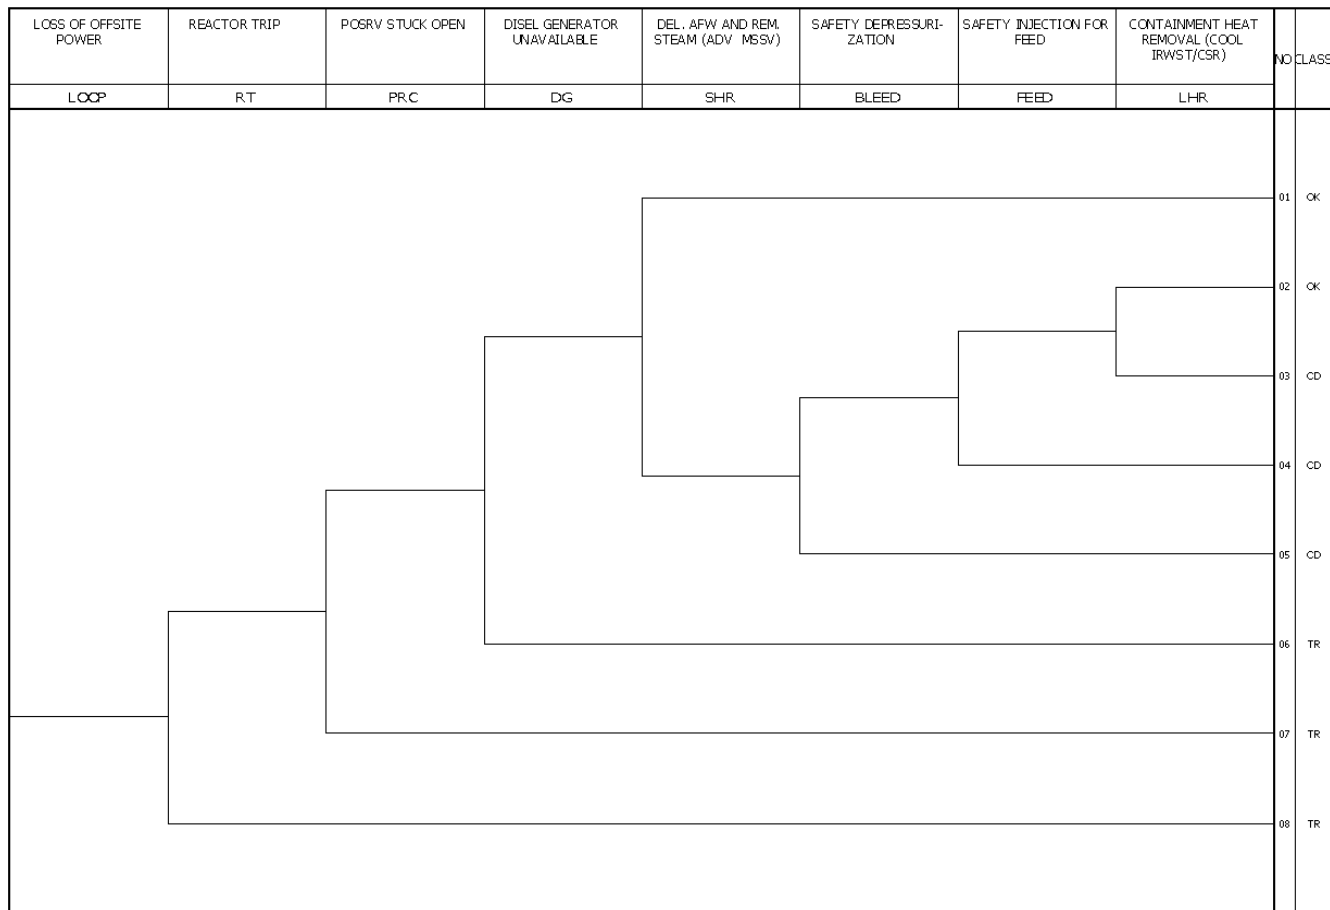 LOSS OF OFFSITE
POWER
REACTOR TRIP
POSRV STUCK OPEN
DISEL GENERATOR
UNAVAILABLE
DEL. AFW AND REM.
STEAM (ADV MSSV)
SAFETY DEPRESSURI-
ZATION
SAFETY INJECTION FOR
FEED
CONTAINMENT HEAT
REMOVAL (COOL
IRWST/CSR)
NO
CLASS
LOOP
RT
PRC
DG
SHR
BLEED
FEED
LHR
01 OK
02 OK
03 CD
04 CD
05 CD
06 TR
07 TR
08 TR